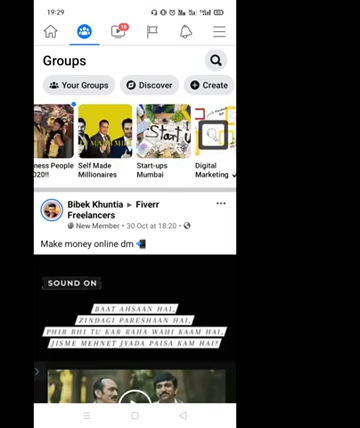 19:29
18
Groups
Your Groups
Discover
Create
ness People
020!!
Self Made
Millionaires
Start-ups
Mumbai
Digital
Marketing
Bibek Khuntia ▸ Fiverr
Freelancers
New Member • 30 Oct at 18:20 •
Make money online dm 📲
SOUND ON
BAAT AHSAAN HAI,
ZINDAGI PARESHAAN HAI,
PHIR BHI TU KAR RAHA WAHI KAAM HAI,
JISME MEHNET JYADA PAISA KAM HAI!